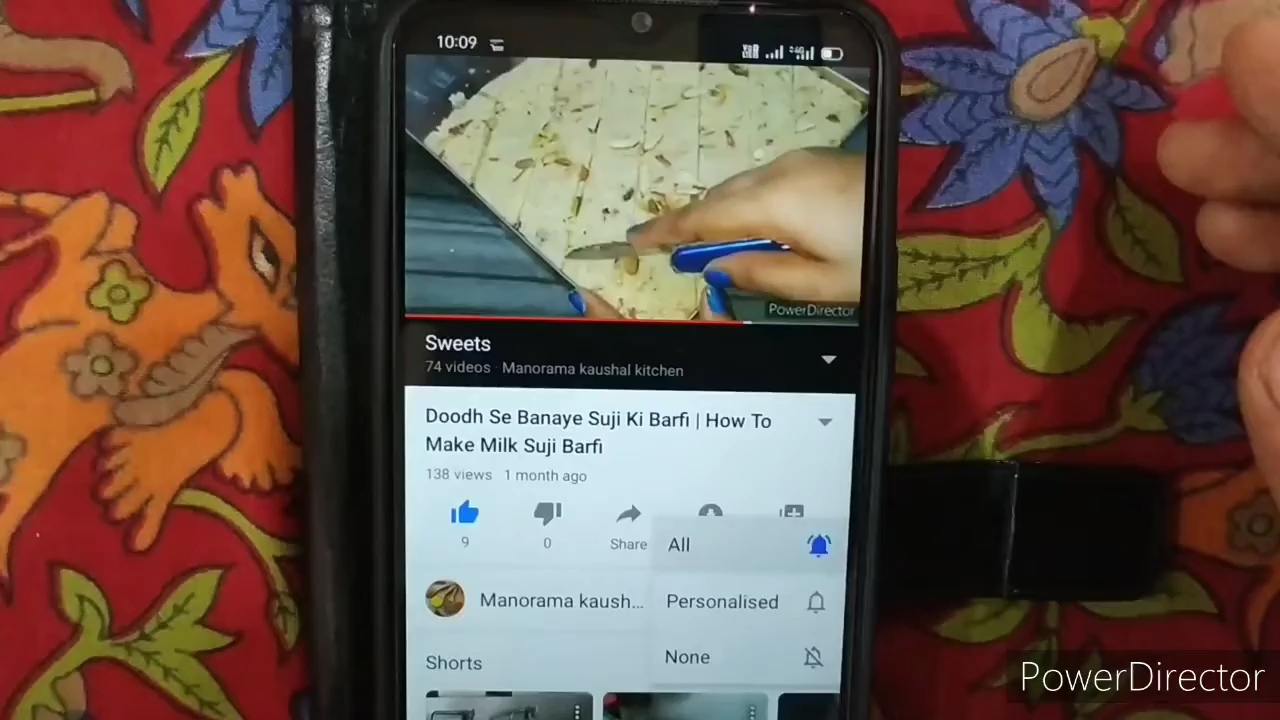 10:09
PowerDirector
Sweets
74 videos · Manorama kaushal kitchen
Doodh Se Banaye Suji Ki Barfi | How To
Make Milk Suji Barfi
138 views 1 month ago
9
0
Share
All
Manorama kaush...
Personalised
None
Shorts
PowerDirector